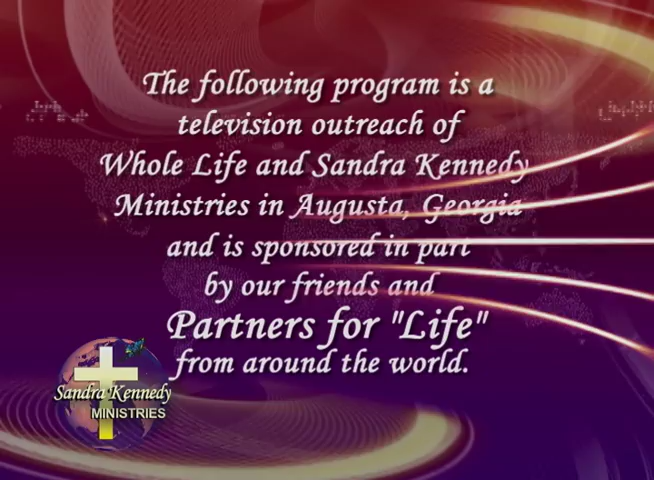 The following program is a
television outreach of
Whole Life and Sandra Kennedy
Ministries in Augusta, Georgia
and is sponsored in part
by our friends and
Partners for "Life"
from around the world.
Sandra Kennedy
MINISTRIES